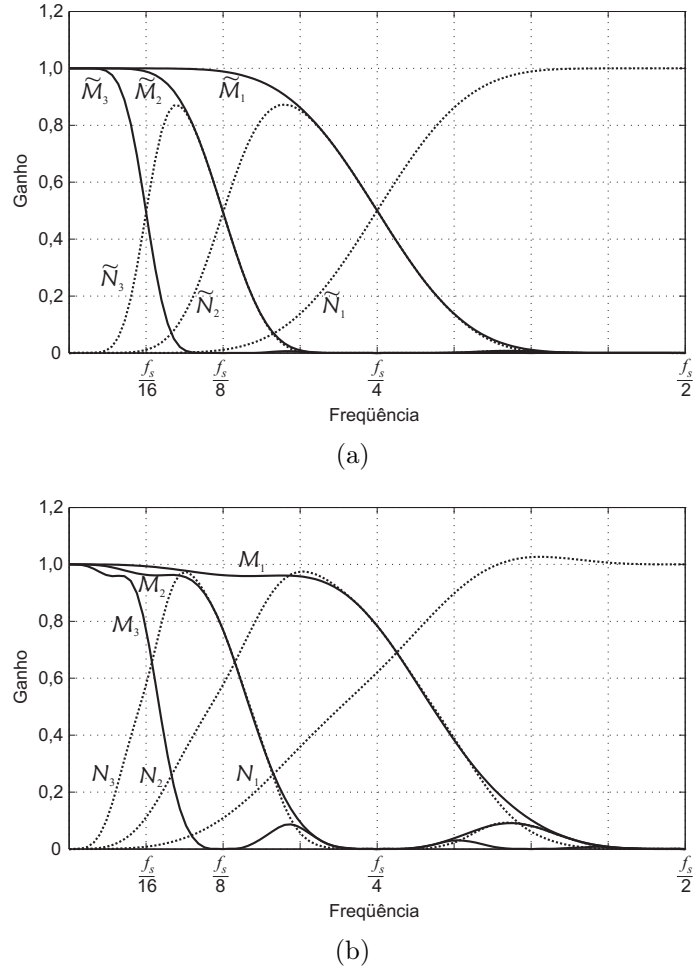 1,2
1,0
0,8
0,6
0,4
0,2
0
Ganho
M̃₃ M̃₂ M̃₁
Ñ₃ Ñ₂ Ñ₁
fₛ/16 fₛ/8 fₛ/4 fₛ/2
Freqüência
(a)
1,2
1,0
0,8
0,6
0,4
0,2
0
Ganho
M₁
M₂
M₃
N₃ N₂ N₁
fₛ/16 fₛ/8 fₛ/4 fₛ/2
Freqüência
(b)